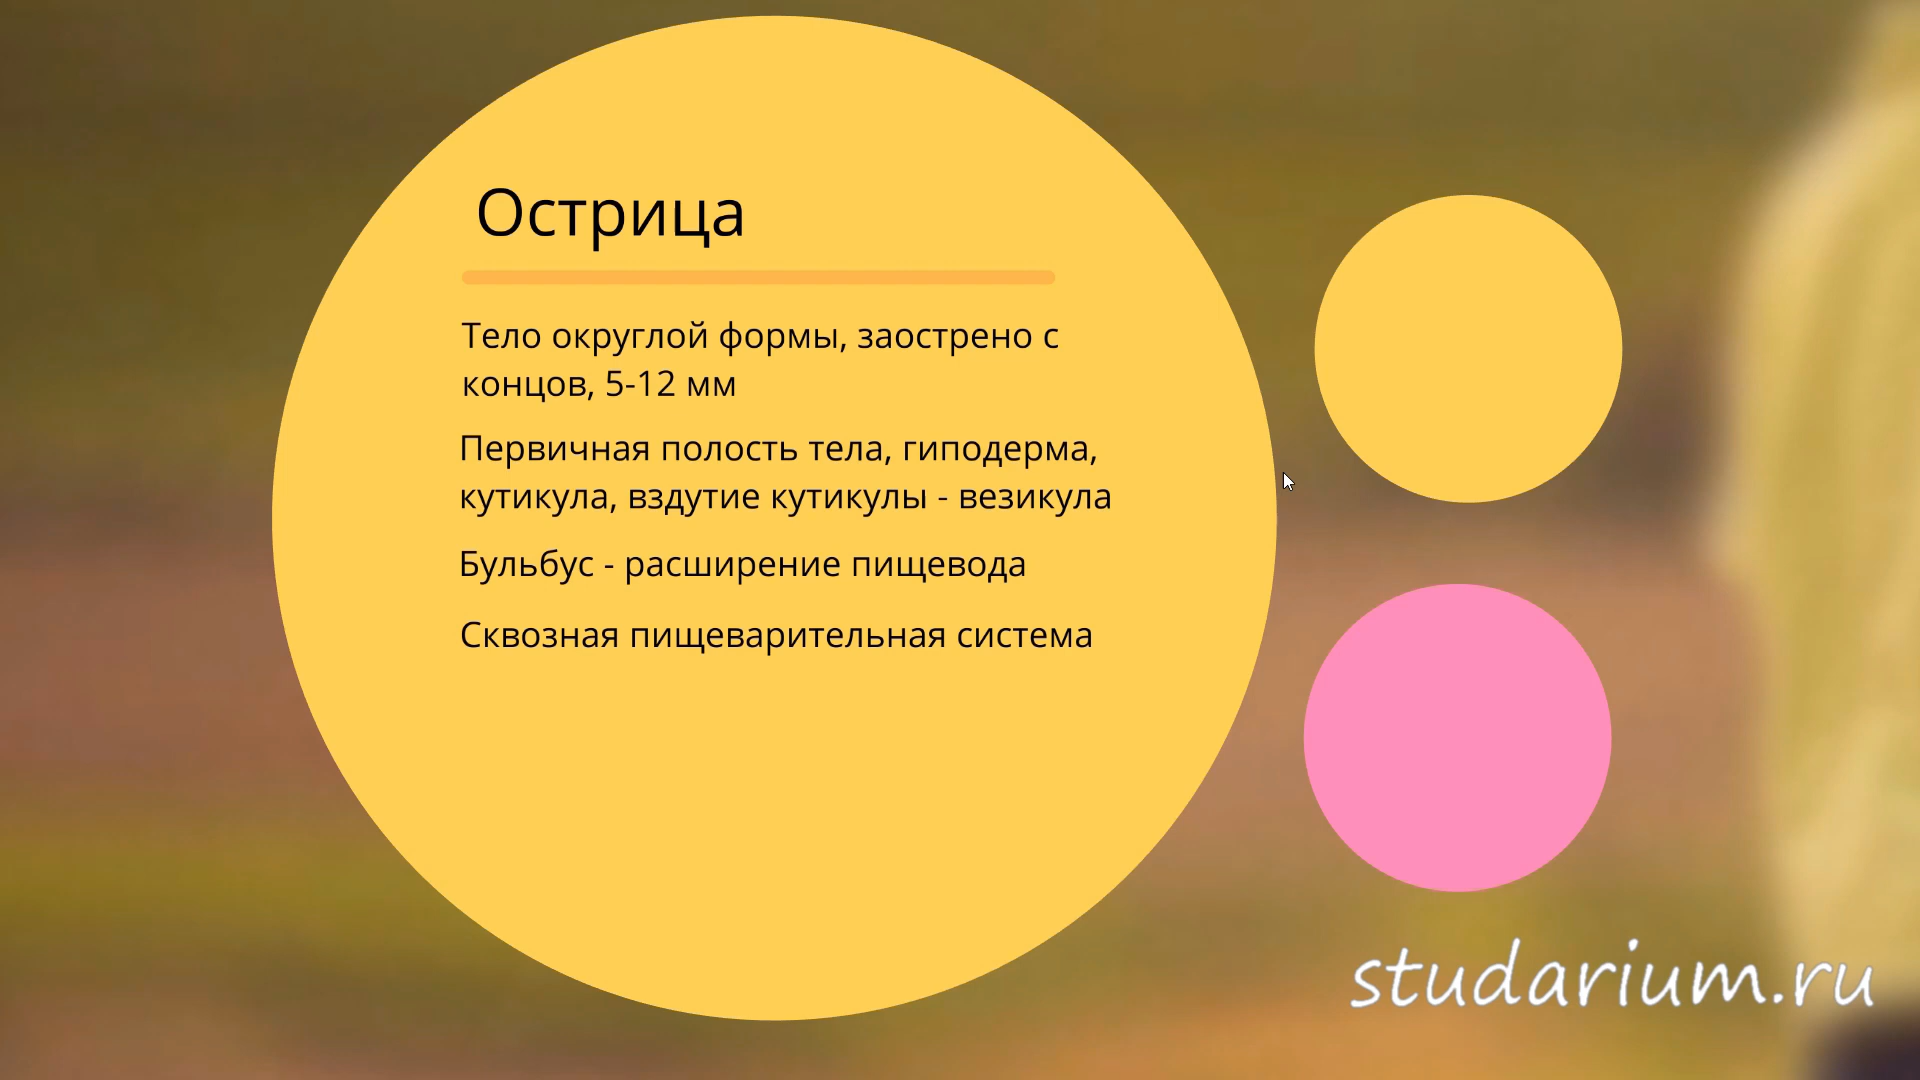 Острица
Тело округлой формы, заострено с
концов, 5-12 мм
Первичная полость тела, гиподерма,
кутикула, вздутие кутикулы - везикула
Бульбус - расширение пищевода
Сквозная пищеварительная система
studarium.ru